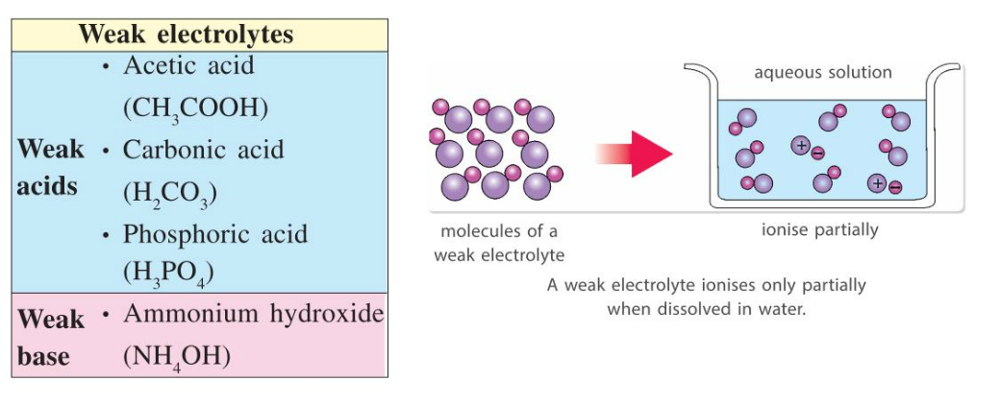 Weak electrolytes
Weak
acids
• Acetic acid
(CH₃COOH)
• Carbonic acid
(H₂CO₃)
• Phosphoric acid
(H₃PO₄)
Weak
base
• Ammonium hydroxide
(NH₄OH)
molecules of a
weak electrolyte
aqueous solution
+
−
+
−
ionise partially
A weak electrolyte ionises only partially
when dissolved in water.